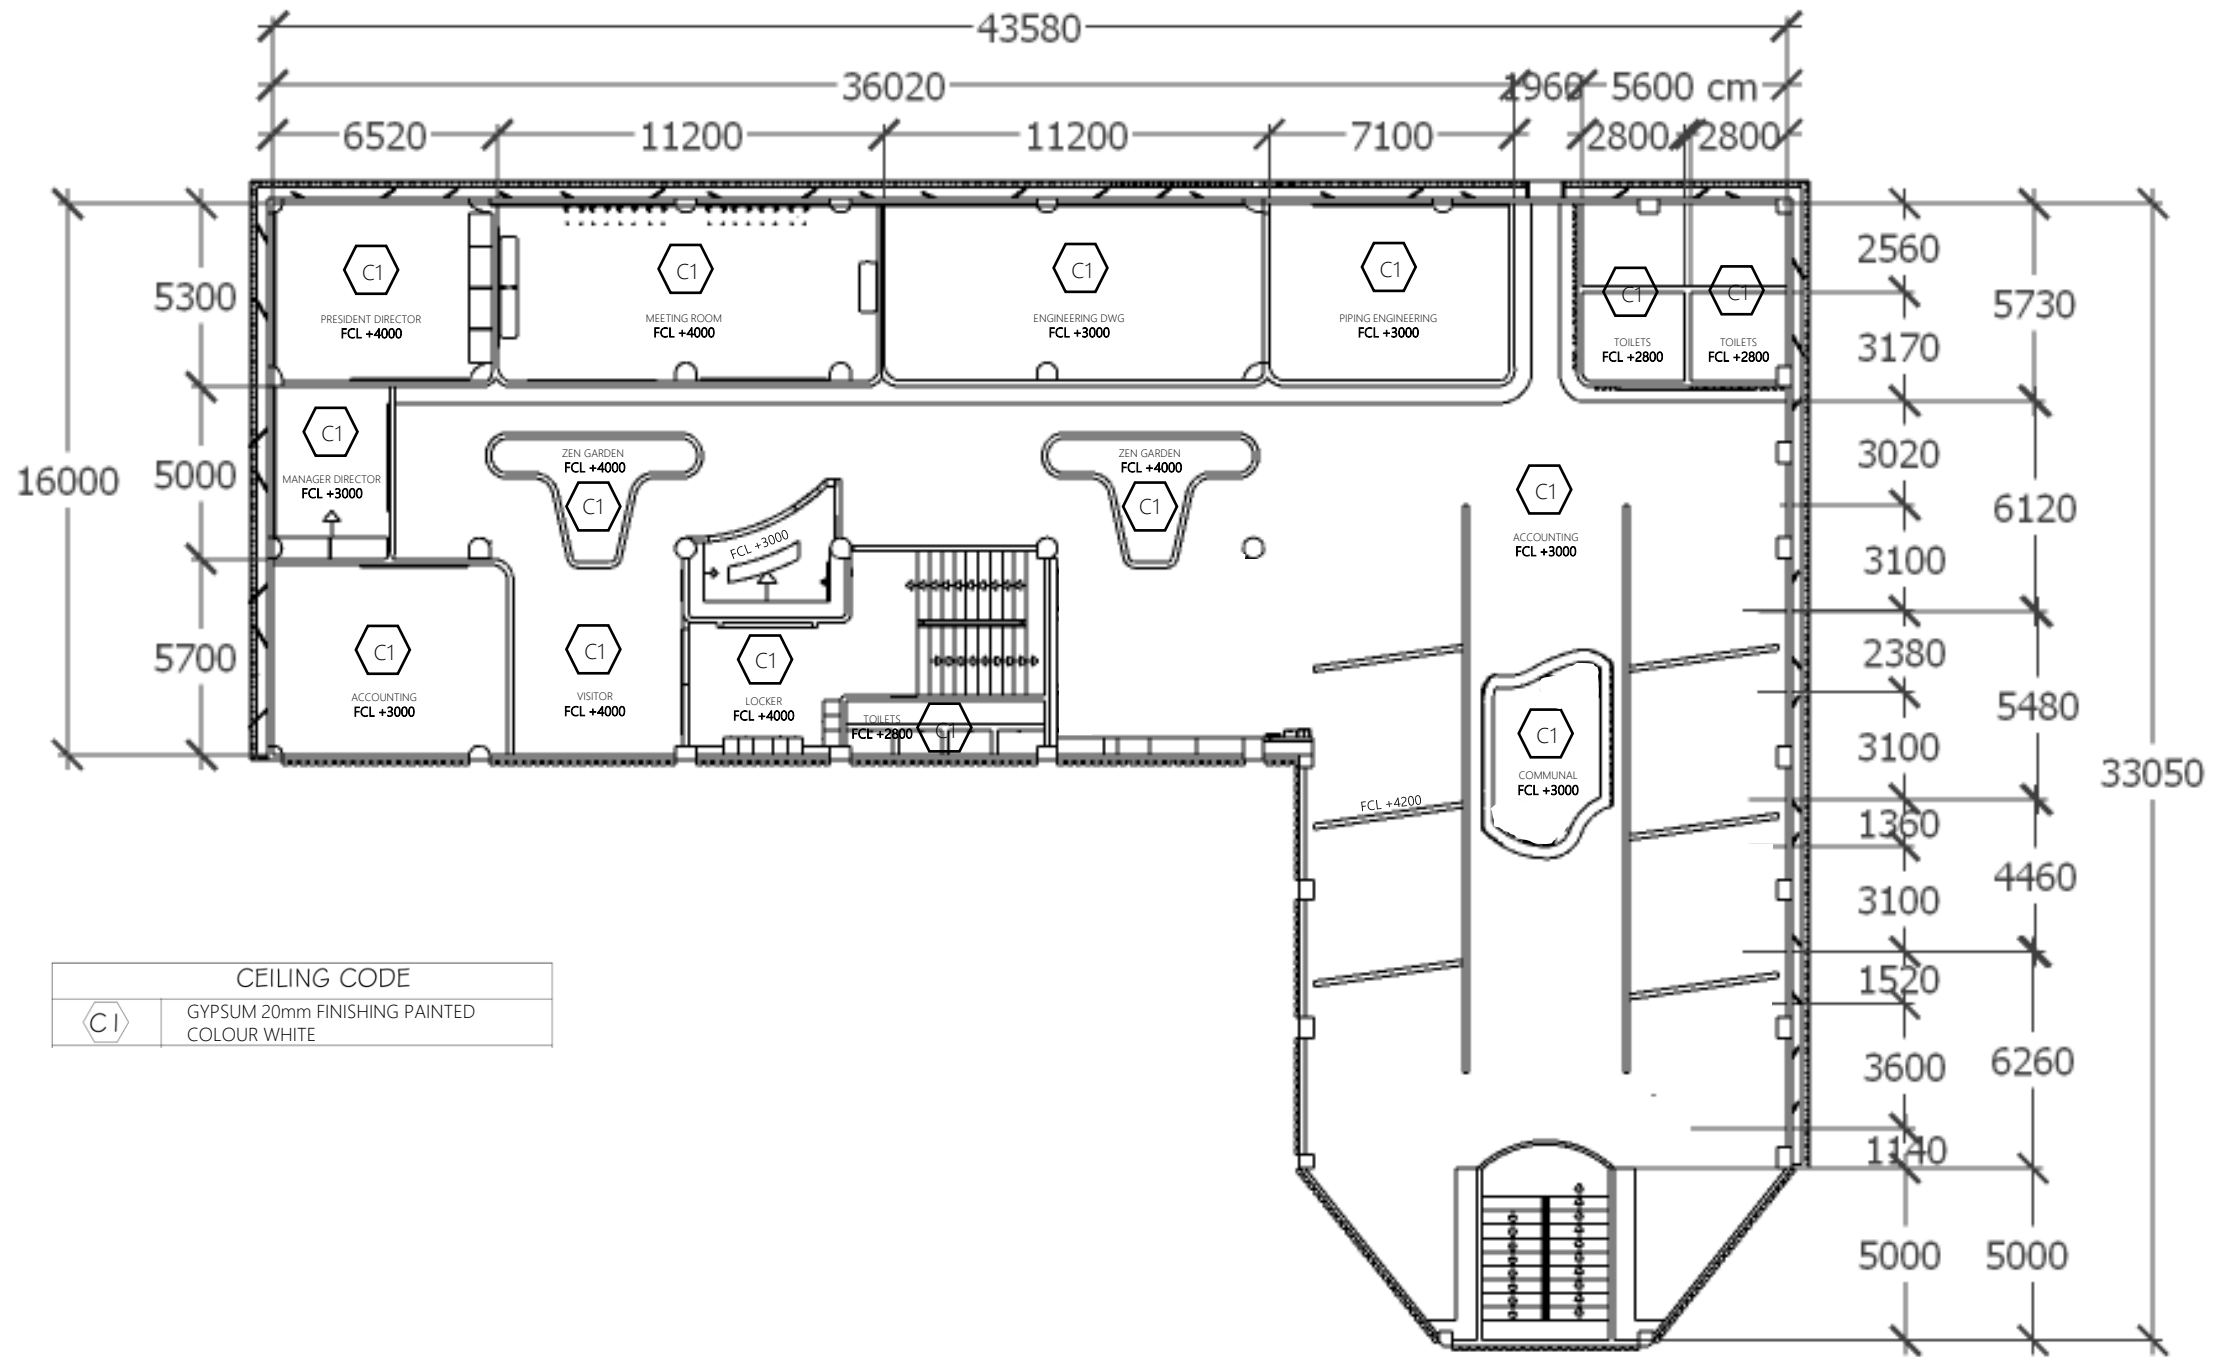 43580
36020
1960
5600 cm
6520
11200
11200
7100
2800
2800
16000
5300
5000
5700
2560
3170
3020
3100
2380
3100
1360
3100
1520
3600
1140
5000
5730
6120
5480
4460
6260
5000
33050
C1
PRESIDENT DIRECTOR
FCL +4000
C1
MEETING ROOM
FCL +4000
C1
ENGINEERING DWG
FCL +3000
C1
PIPING ENGINEERING
FCL +3000
C1
TOILETS
FCL +2800
C1
TOILETS
FCL +2800
C1
MANAGER DIRECTOR
FCL +3000
ZEN GARDEN
FCL +4000
C1
ZEN GARDEN
FCL +4000
C1
C1
ACCOUNTING
FCL +3000
FCL +3000
C1
ACCOUNTING
FCL +3000
C1
VISITOR
FCL +4000
C1
LOCKER
FCL +4000
TOILETS
FCL +2800
C1
C1
COMMUNAL
FCL +3000
FCL +4200
CEILING CODE
C1
GYPSUM 20mm FINISHING PAINTED
COLOUR WHITE